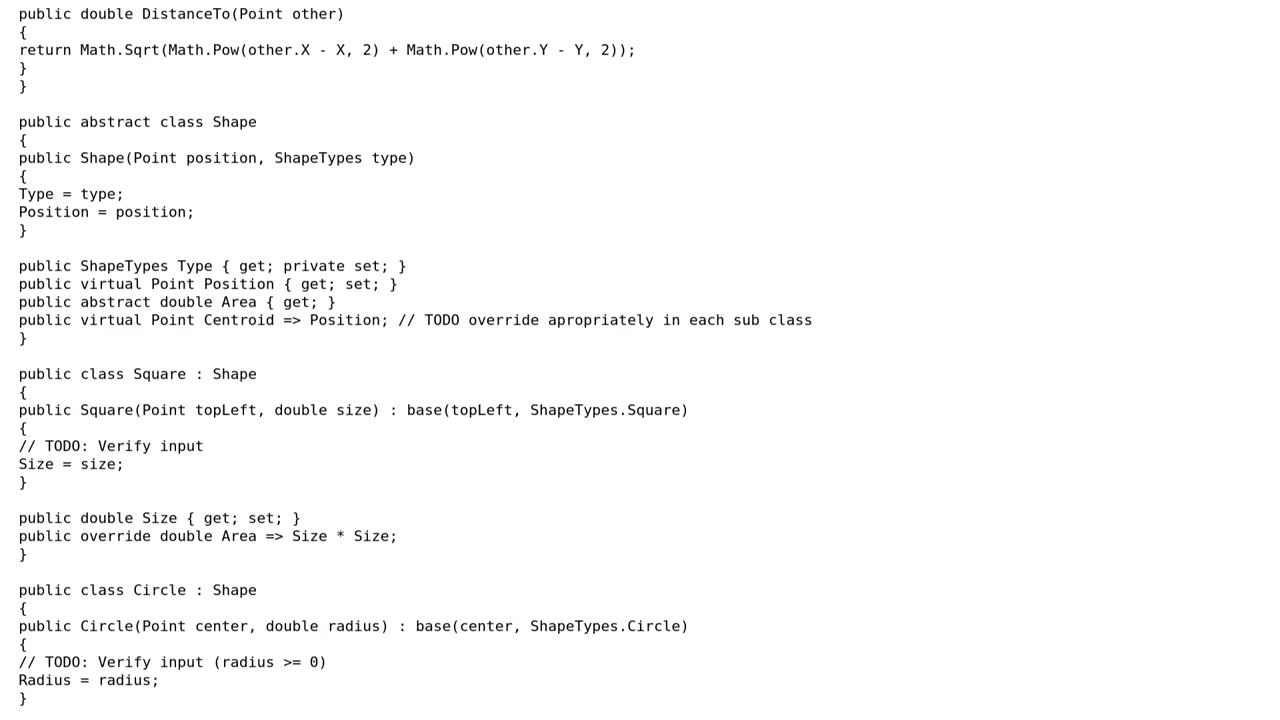 public double DistanceTo(Point other)
{
return Math.Sqrt(Math.Pow(other.X - X, 2) + Math.Pow(other.Y - Y, 2));
}
}
public abstract class Shape
{
public Shape(Point position, ShapeTypes type)
{
Type = type;
Position = position;
}
public ShapeTypes Type { get; private set; }
public virtual Point Position { get; set; }
public abstract double Area { get; }
public virtual Point Centroid => Position; // TODO override apropriately in each sub class
}
public class Square : Shape
{
public Square(Point topLeft, double size) : base(topLeft, ShapeTypes.Square)
{
// TODO: Verify input
Size = size;
}
public double Size { get; set; }
public override double Area => Size * Size;
}
public class Circle : Shape
{
public Circle(Point center, double radius) : base(center, ShapeTypes.Circle)
{
// TODO: Verify input (radius >= 0)
Radius = radius;
}